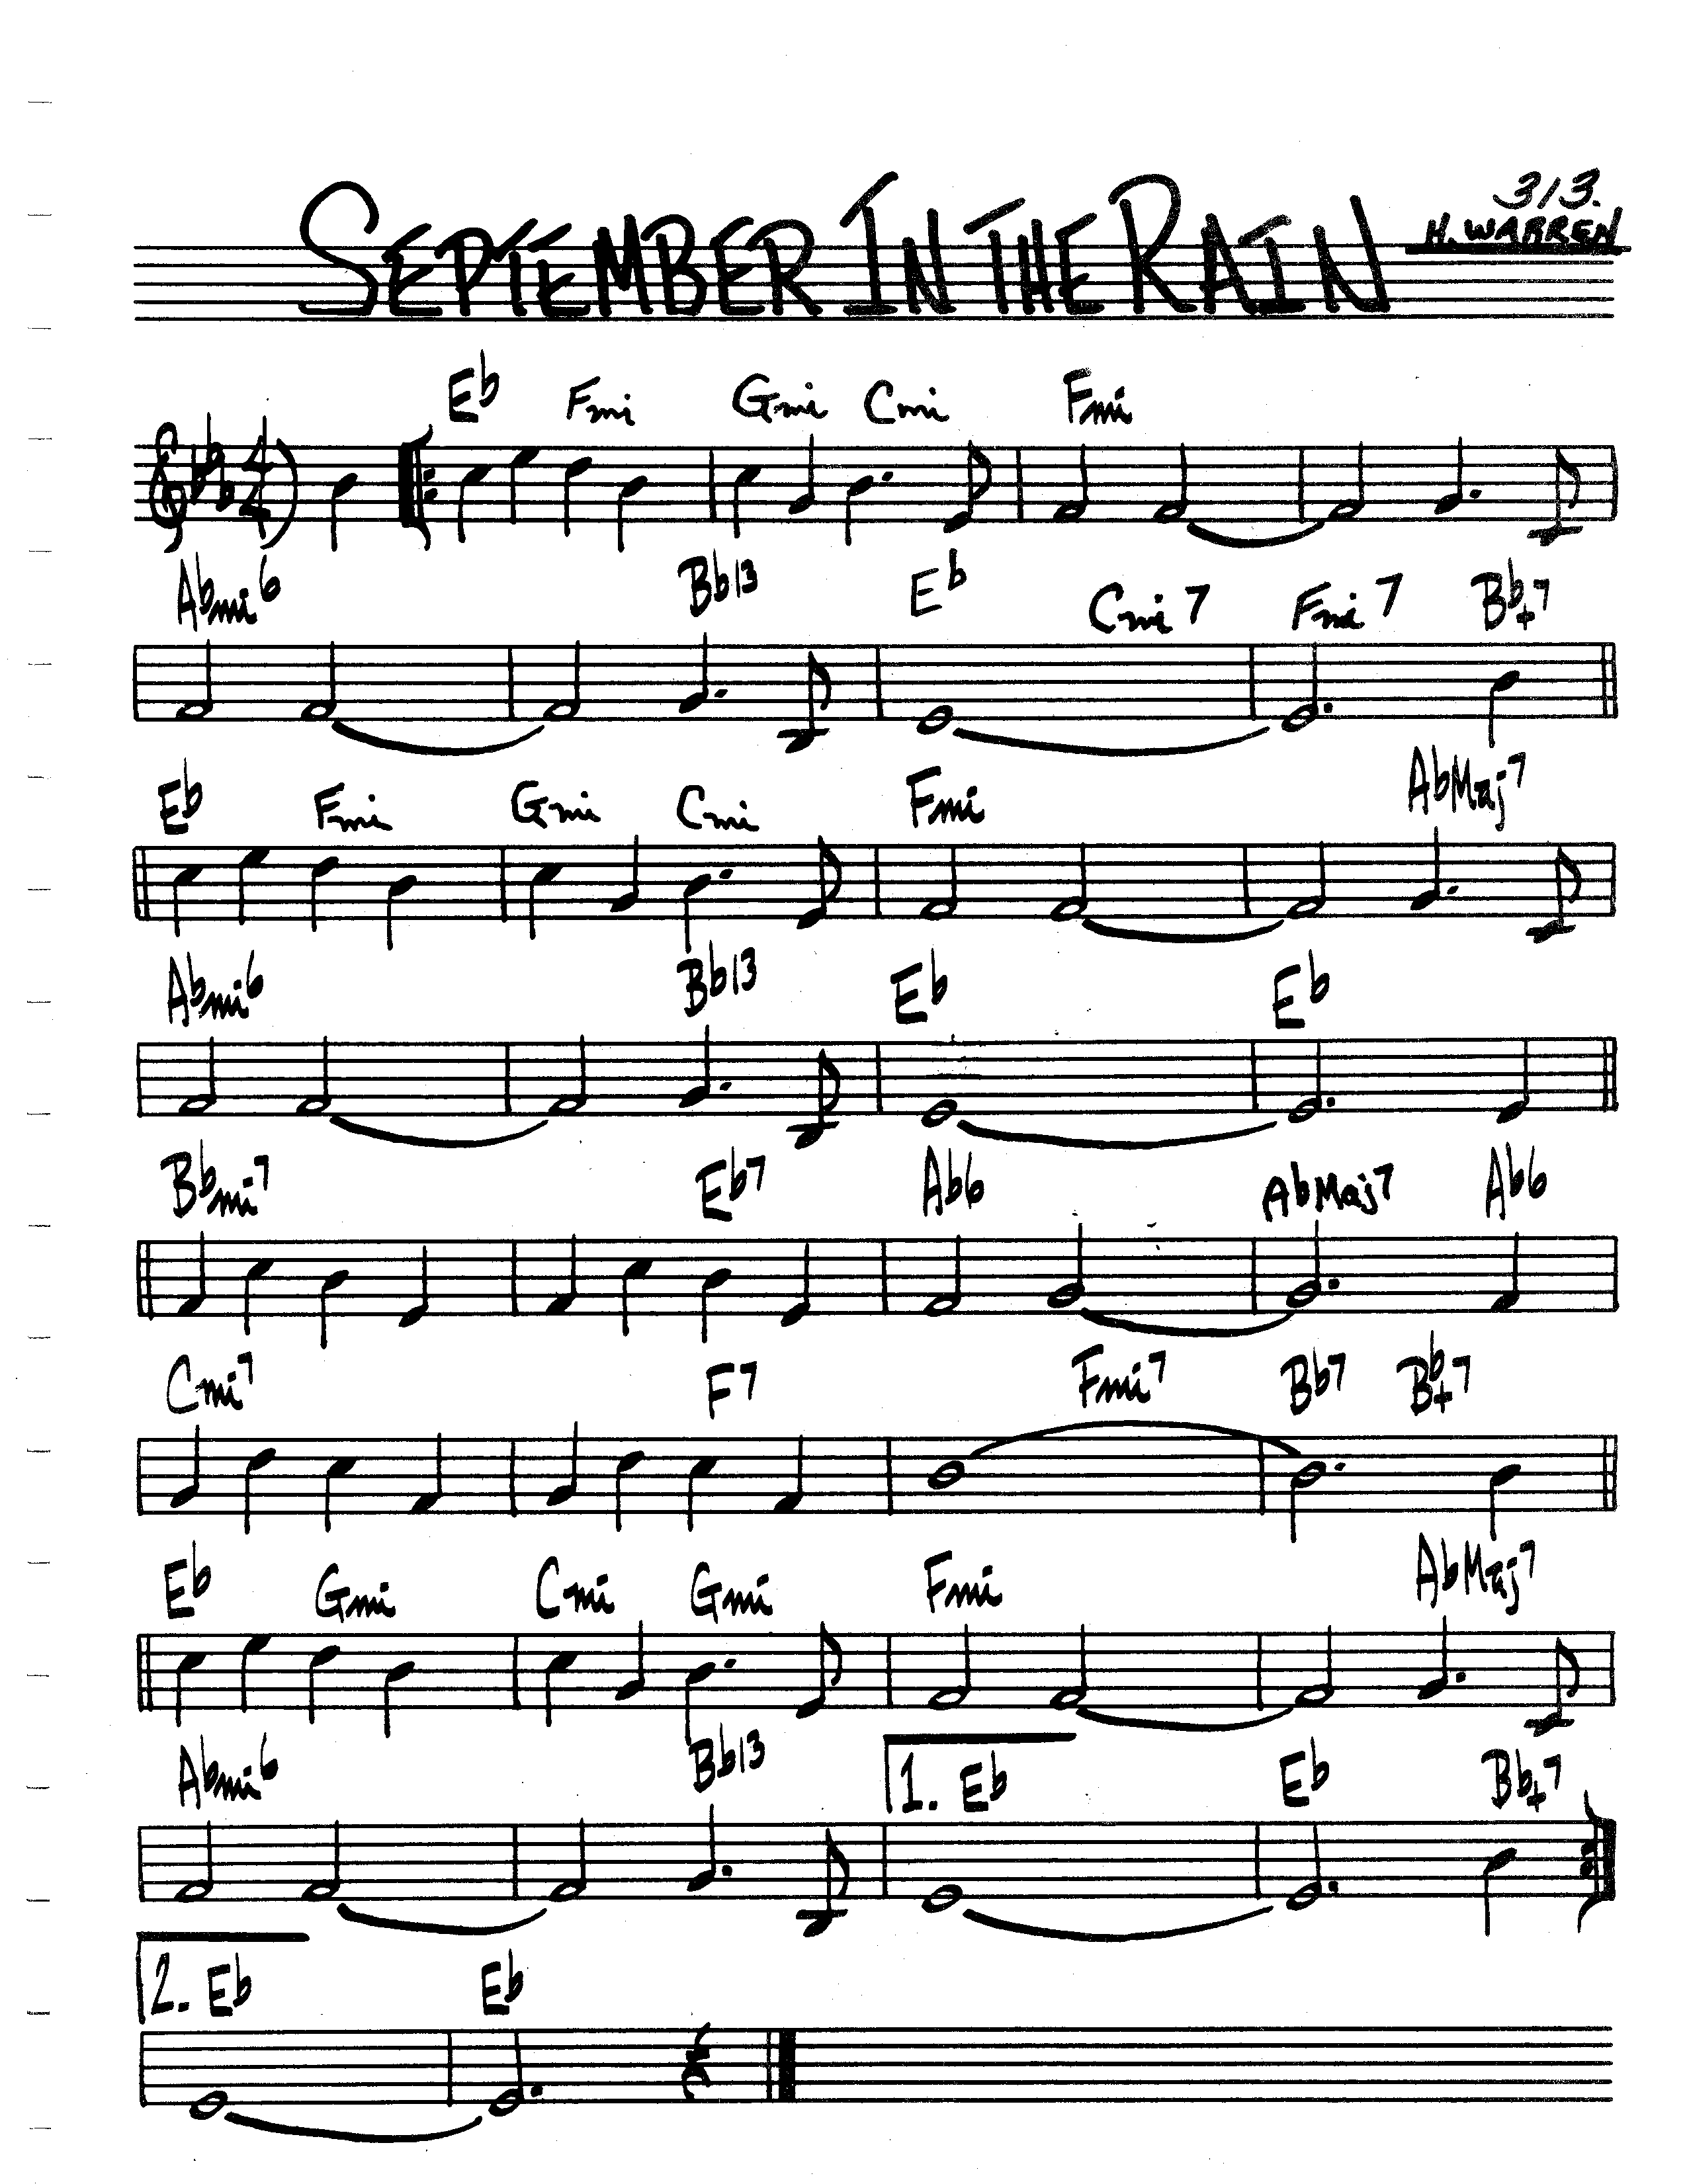 313.
SEPTEMBER IN THE RAIN
H. WARREN
Eb Fmi Gmi Cmi Fmi
4/4
Abmi6 Bb13 Eb Cmi7 Fmi7 Bb+7
Eb Fmi Gmi Cmi Fmi AbMaj7
Abmi6 Bb13 Eb Eb
Bbmi7 Eb7 Ab6 AbMaj7 Ab6
Cmi7 F7 Fmi7 Bb7 Bb+7
Eb Gmi Cmi Gmi Fmi AbMaj7
Abmi6 Bb13 1. Eb Eb Bb+7
2. Eb Eb